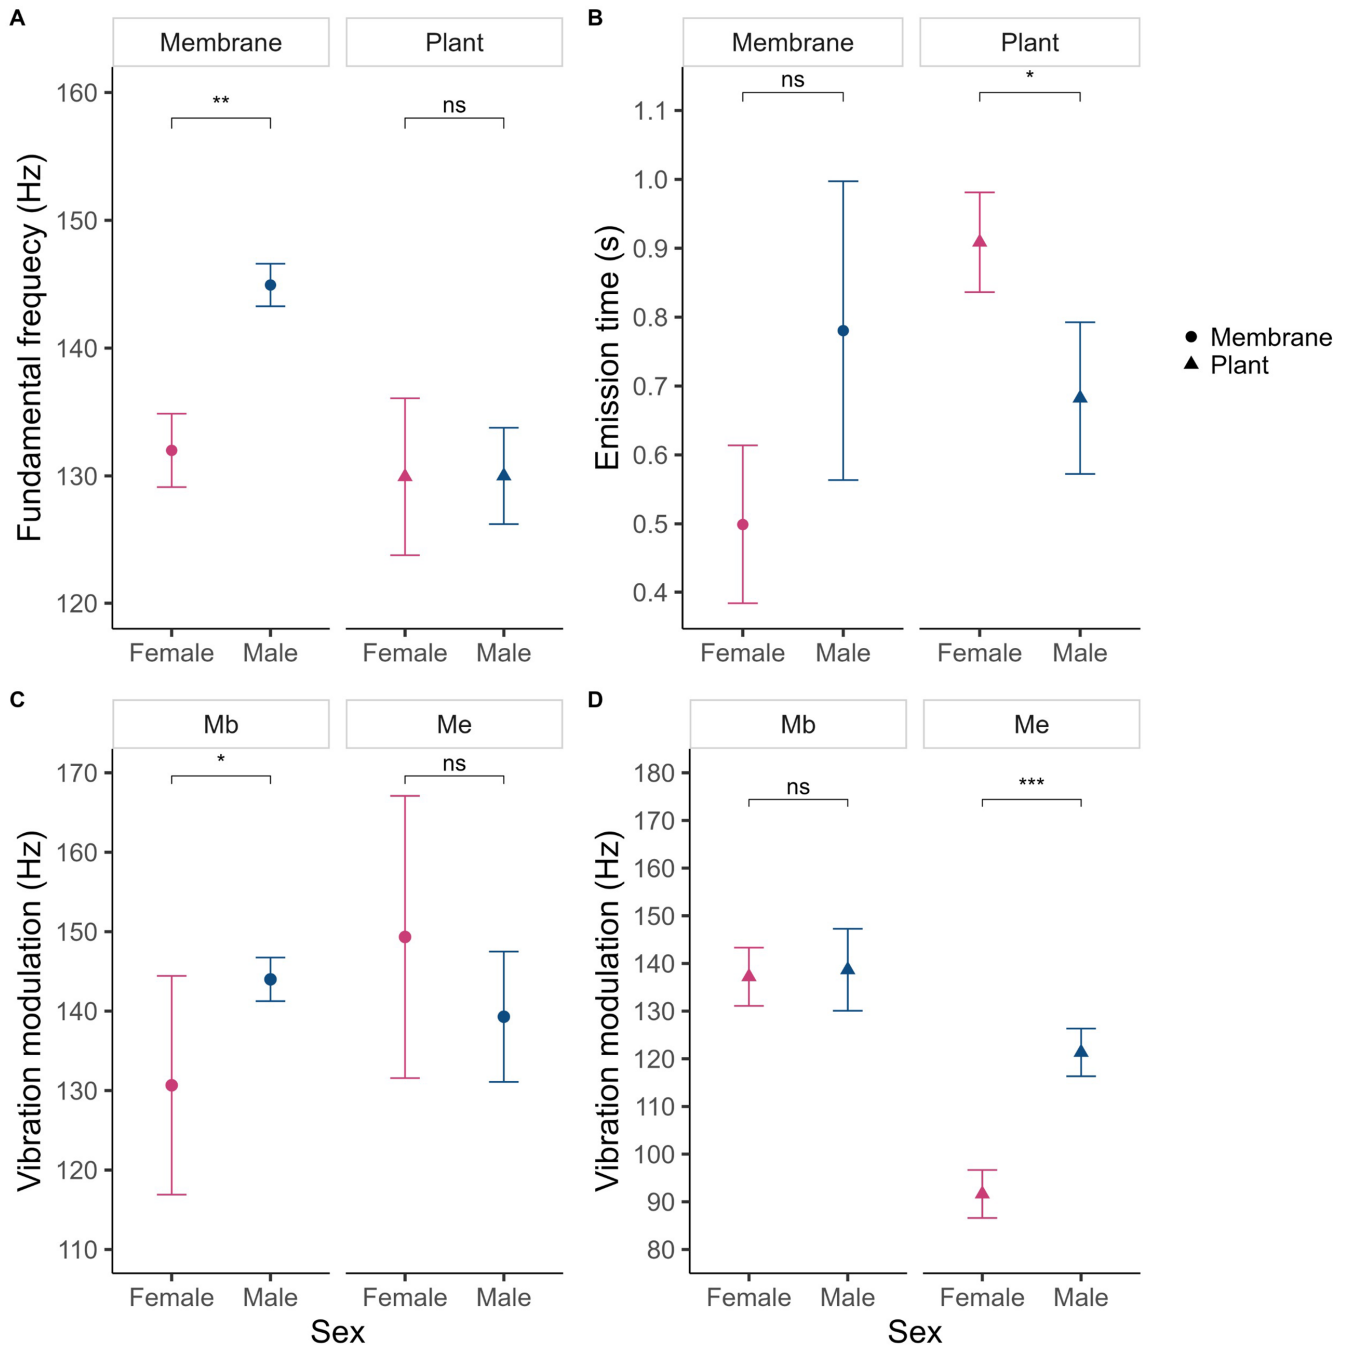 A
Membrane
Plant
Fundamental frequecy (Hz)
160
150
140
130
120
**
ns
Female
Male
Female
Male
B
Membrane
Plant
Emission time (s)
1.1
1.0
0.9
0.8
0.7
0.6
0.5
0.4
ns
*
Female
Male
Female
Male
Membrane
Plant
C
Mb
Me
Vibration modulation (Hz)
170
160
150
140
130
120
110
*
ns
Female
Male
Female
Male
Sex
D
Mb
Me
Vibration modulation (Hz)
180
170
160
150
140
130
120
110
100
90
80
ns
***
Female
Male
Female
Male
Sex